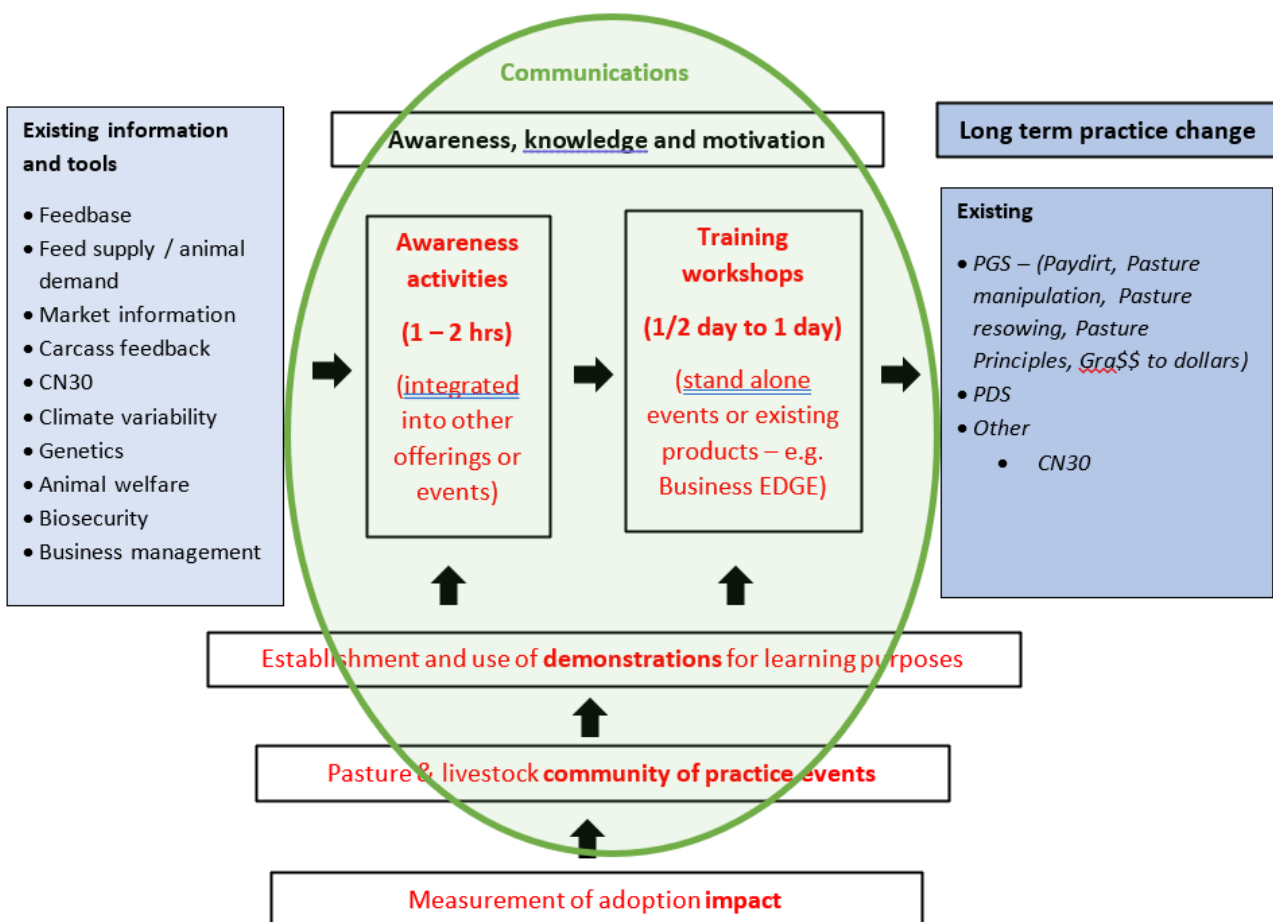 Communications
Existing information
and tools
• Feedbase
• Feed supply / animal
demand
• Market information
• Carcass feedback
• CN30
• Climate variability
• Genetics
• Animal welfare
• Biosecurity
• Business management
Awareness, knowledge and motivation
Awareness
activities
(1 – 2 hrs)
(integrated
into other
offerings or
events)
Training
workshops
(1/2 day to 1 day)
(stand alone
events or existing
products – e.g.
Business EDGE)
Long term practice change
Existing
• PGS – (Paydirt, Pasture
manipulation, Pasture
resowing, Pasture
Principles, Gra$$ to dollars)
• PDS
• Other
• CN30
Establishment and use of demonstrations for learning purposes
Pasture & livestock community of practice events
Measurement of adoption impact